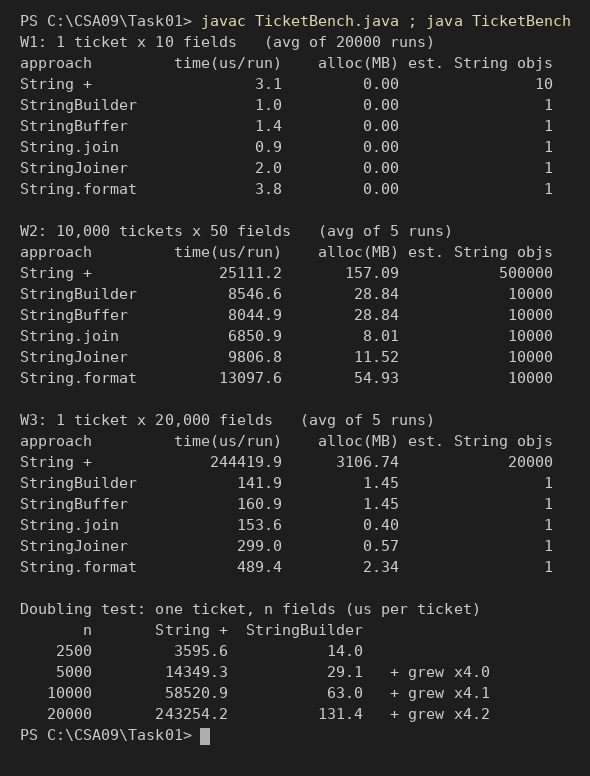 PS C:\CSA09\Task01> javac TicketBench.java ; java TicketBench
W1: 1 ticket x 10 fields   (avg of 20000 runs)
approach         time(us/run)    alloc(MB) est. String objs
String +                  3.1         0.00               10
StringBuilder             1.0         0.00                1
StringBuffer              1.4         0.00                1
String.join               0.9         0.00                1
StringJoiner              2.0         0.00                1
String.format             3.8         0.00                1

W2: 10,000 tickets x 50 fields   (avg of 5 runs)
approach         time(us/run)    alloc(MB) est. String objs
String +              25111.2       157.09           500000
StringBuilder          8546.6        28.84            10000
StringBuffer           8044.9        28.84            10000
String.join            6850.9         8.01            10000
StringJoiner           9806.8        11.52            10000
String.format         13097.6        54.93            10000

W3: 1 ticket x 20,000 fields   (avg of 5 runs)
approach         time(us/run)    alloc(MB) est. String objs
String +             244419.9      3106.74            20000
StringBuilder           141.9         1.45                1
StringBuffer            160.9         1.45                1
String.join             153.6         0.40                1
StringJoiner            299.0         0.57                1
String.format           489.4         2.34                1

Doubling test: one ticket, n fields (us per ticket)
       n       String +  StringBuilder
    2500         3595.6           14.0
    5000        14349.3           29.1   + grew x4.0
   10000        58520.9           63.0   + grew x4.1
   20000       243254.2          131.4   + grew x4.2
PS C:\CSA09\Task01>